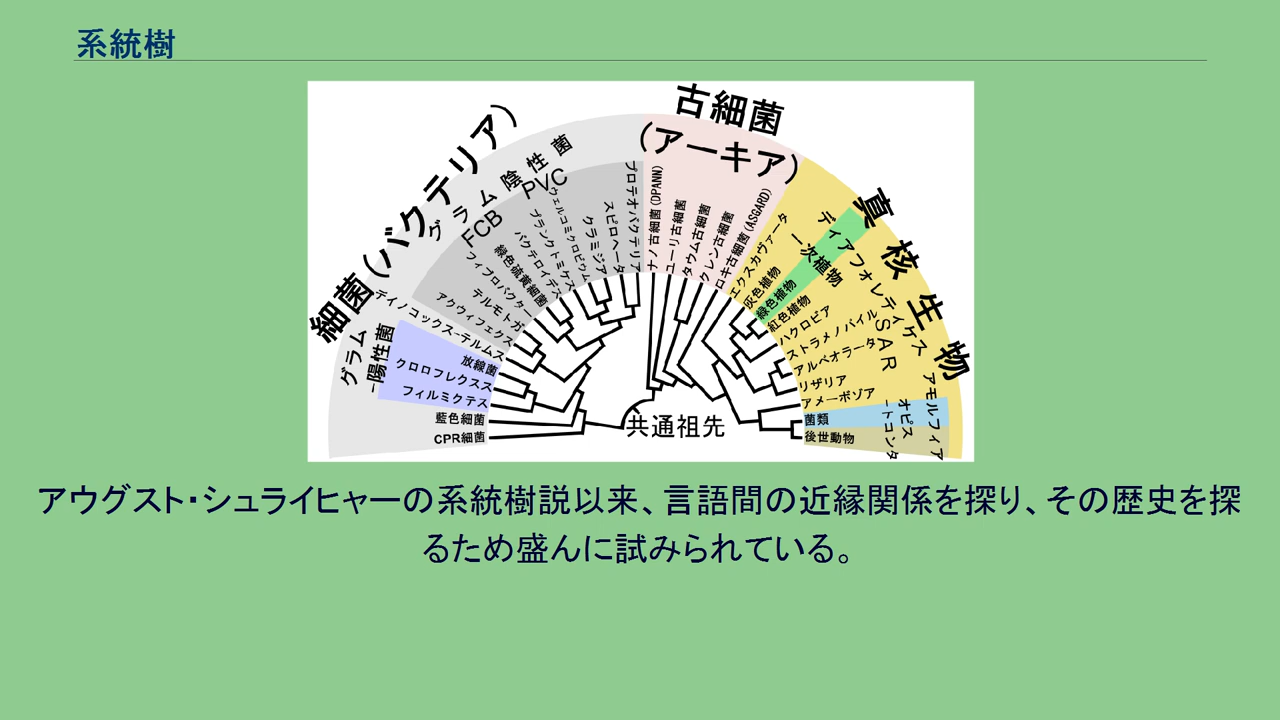 系統樹
細菌(バクテリア)
グラム陰性菌
FCB
PVC
グラム
陽性菌
古細菌
(アーキア)
真核生物
ディアフォレティケス
一次植物
SAR
アモルフィア
オピス
トコンタ
CPR細菌
藍色細菌
フィルミクテス
クロロフレクスス
放線菌
デイノコックス-テルムス
アクウィフェクス
テルモトガ
フィブロバクター
緑色硫黄細菌
バクテロイデス
プランクトミケス
ウェルコミクロビウム
クラミジア
スピロヘータ
プロテオバクテリア
ナノ古細菌(DPANN)
ユーリ古細菌
タウム古細菌
クレン古細菌
ロキ古細菌(ASGARD)
エクスカヴァータ
灰色植物
緑色植物
紅色植物
ハクロビア
ストラメノパイル
アルベオラータ
リザリア
アメーボゾア
菌類
後世動物
共通祖先
アウグスト・シュライヒャーの系統樹説以来、言語間の近縁関係を探り、その歴史を探
るため盛んに試みられている。